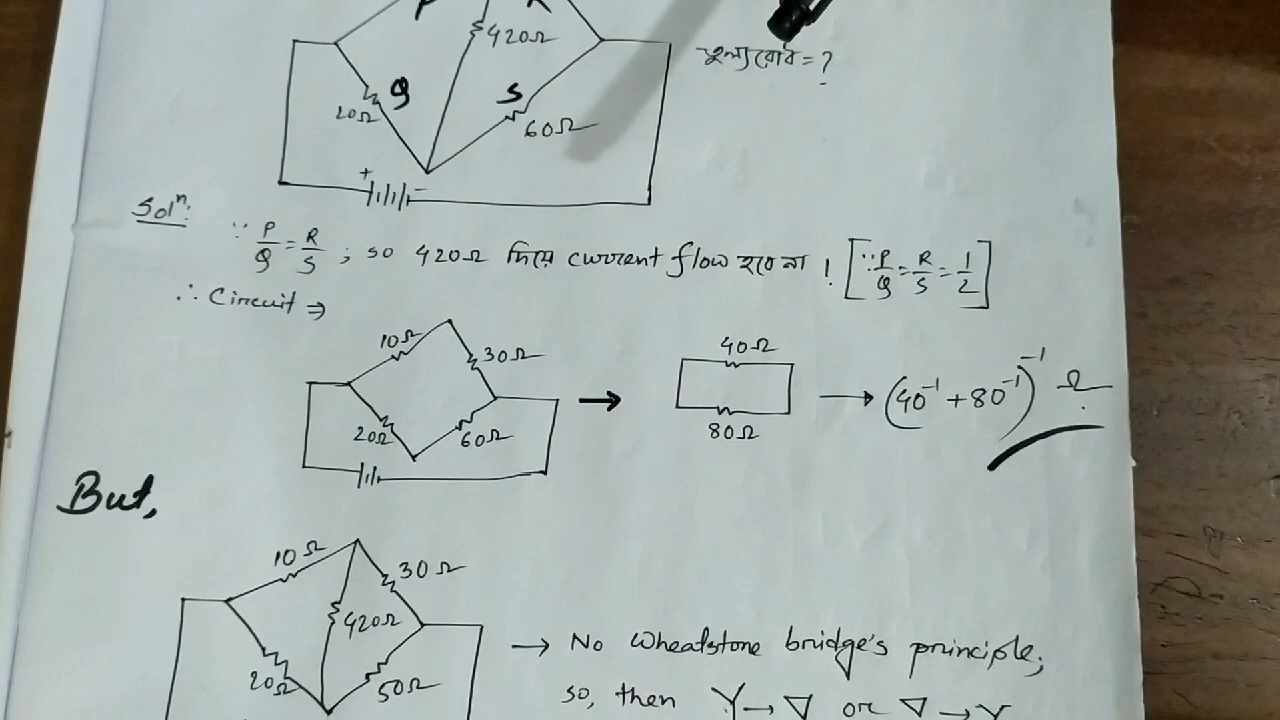 420Ω
তুল্যরোধ = ?
Q
S
20Ω
60Ω
+ −
Solⁿ:
∵ P/Q = R/S ; so 420Ω দিয়ে current flow হবে না ! [∵ P/Q = R/S = 1/2]
∴ Circuit ⇒
10Ω
30Ω
20Ω
60Ω
→
40Ω
80Ω
→ (40⁻¹ + 80⁻¹)⁻¹ Ω
But,
10Ω
30Ω
420Ω
20Ω
50Ω
→ No Wheatstone bridge's principle;
so, then Y → ∇ or ∇ → Y